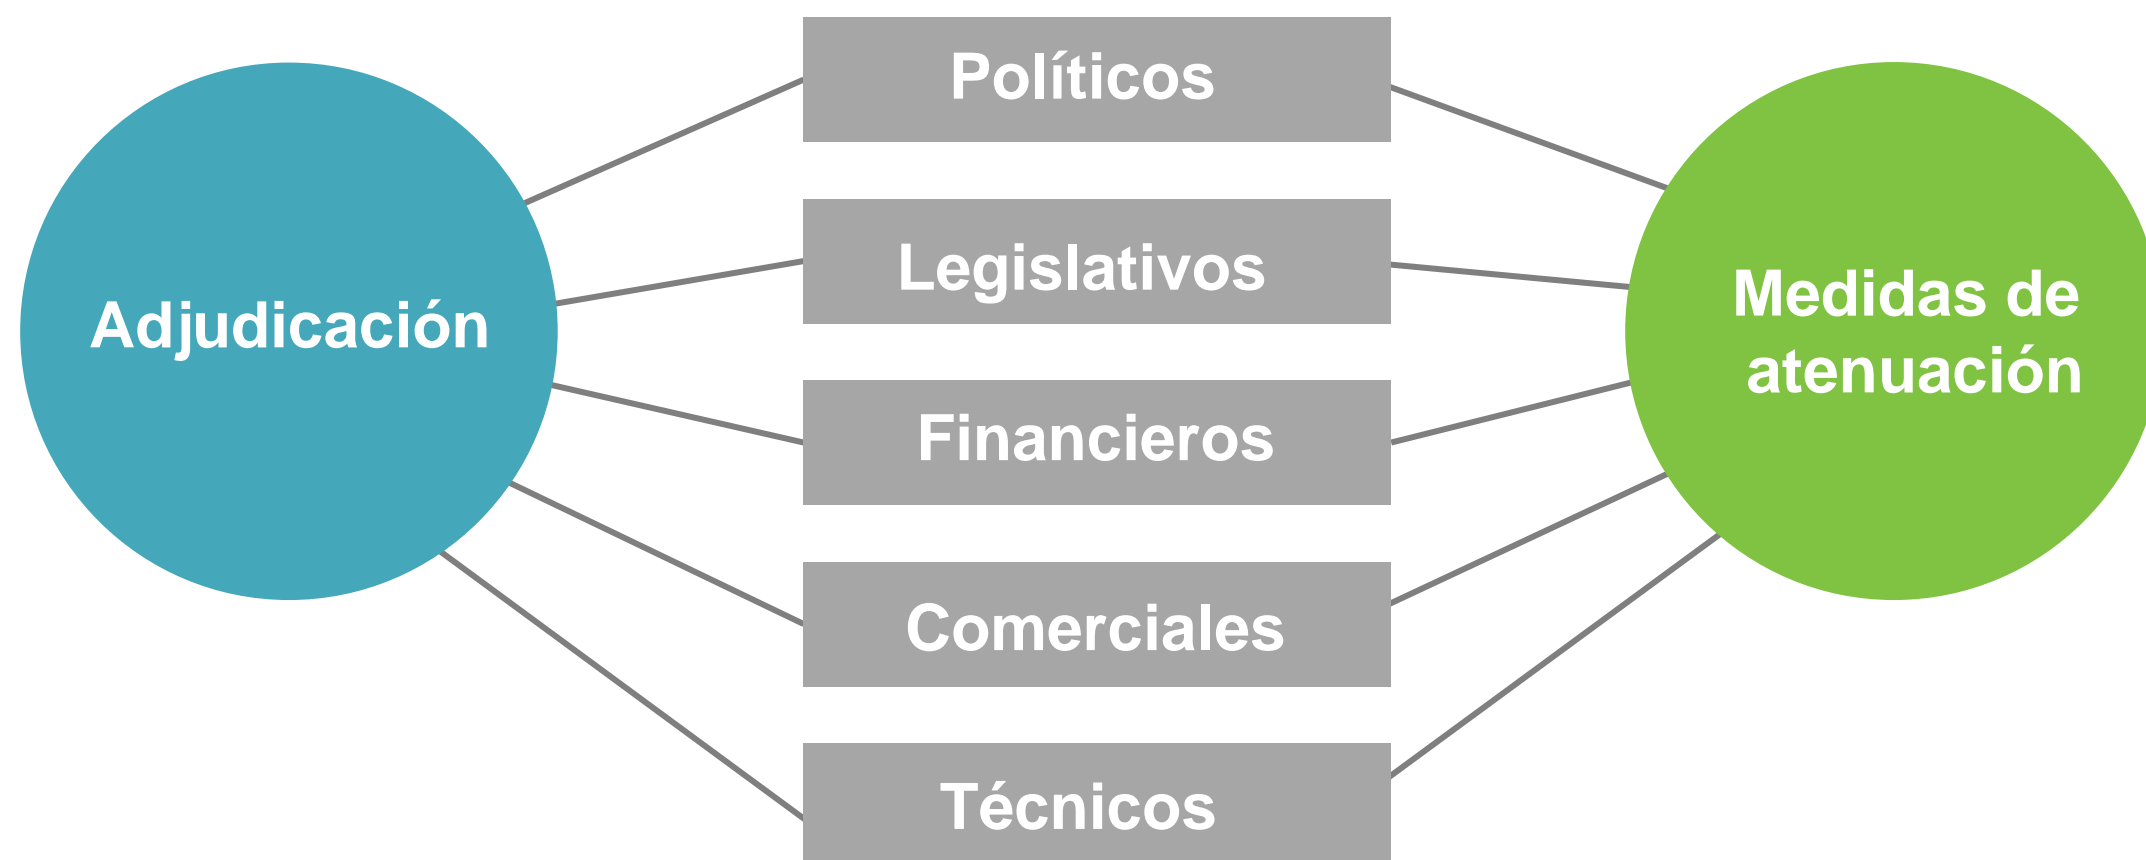 Adjudicación
Políticos
Legislativos
Financieros
Comerciales
Técnicos
Medidas de
atenuación